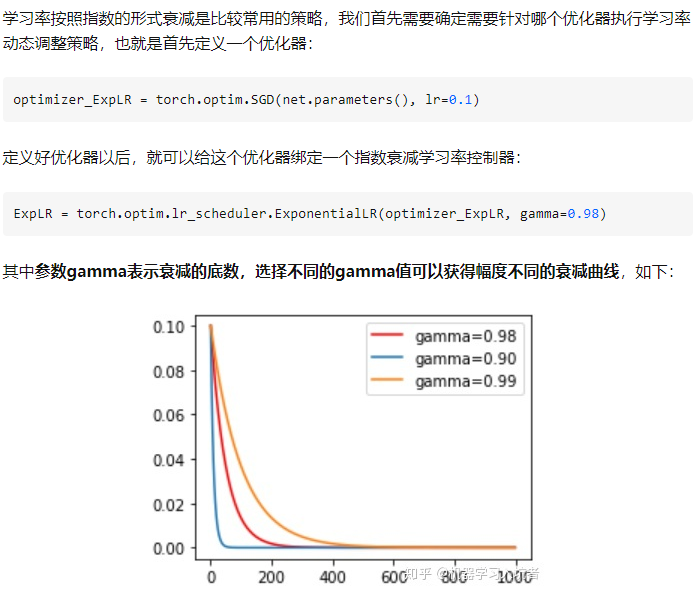 学习率按照指数的形式衰减是比较常用的策略，我们首先需要确定需要针对哪个优化器执行学习率
动态调整策略，也就是首先定义一个优化器：
optimizer_ExpLR = torch.optim.SGD(net.parameters(), lr=0.1)
定义好优化器以后，就可以给这个优化器绑定一个指数衰减学习率控制器：
ExpLR = torch.optim.lr_scheduler.ExponentialLR(optimizer_ExpLR, gamma=0.98)
其中参数gamma表示衰减的底数，选择不同的gamma值可以获得幅度不同的衰减曲线，如下：
gamma=0.98
gamma=0.90
gamma=0.99
0.10
0.08
0.06
0.04
0.02
0.00
0 200 400 600 800 1000
知乎 @机器学习